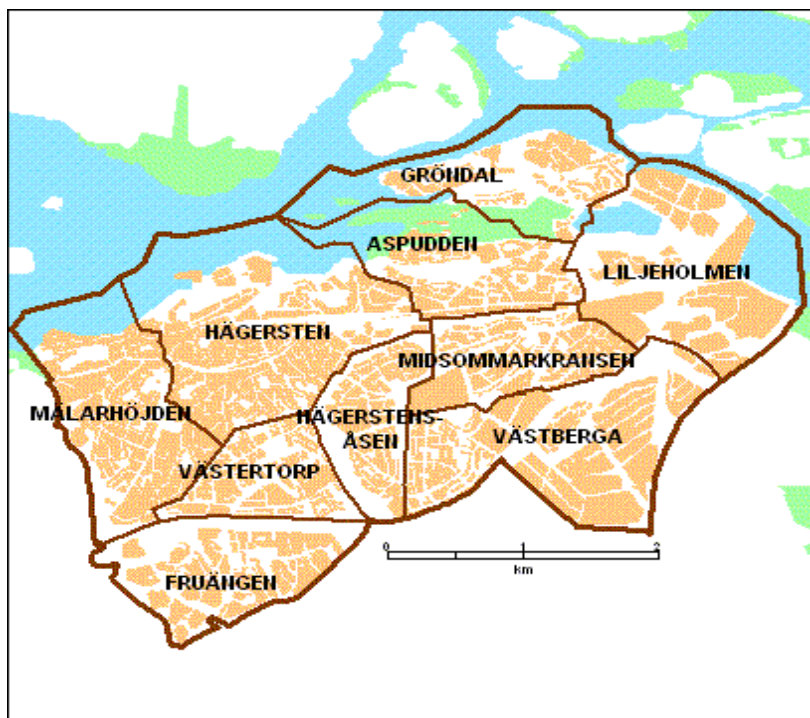 GRÖNDAL
ASPUDDEN
LILJEHOLMEN
HÄGERSTEN
MIDSOMMARKRANSEN
MÄLARHÖJDEN
HÄGERSTENS-
ÅSEN
VÄSTBERGA
VÄSTERTORP
0 1 2
km
FRUÄNGEN